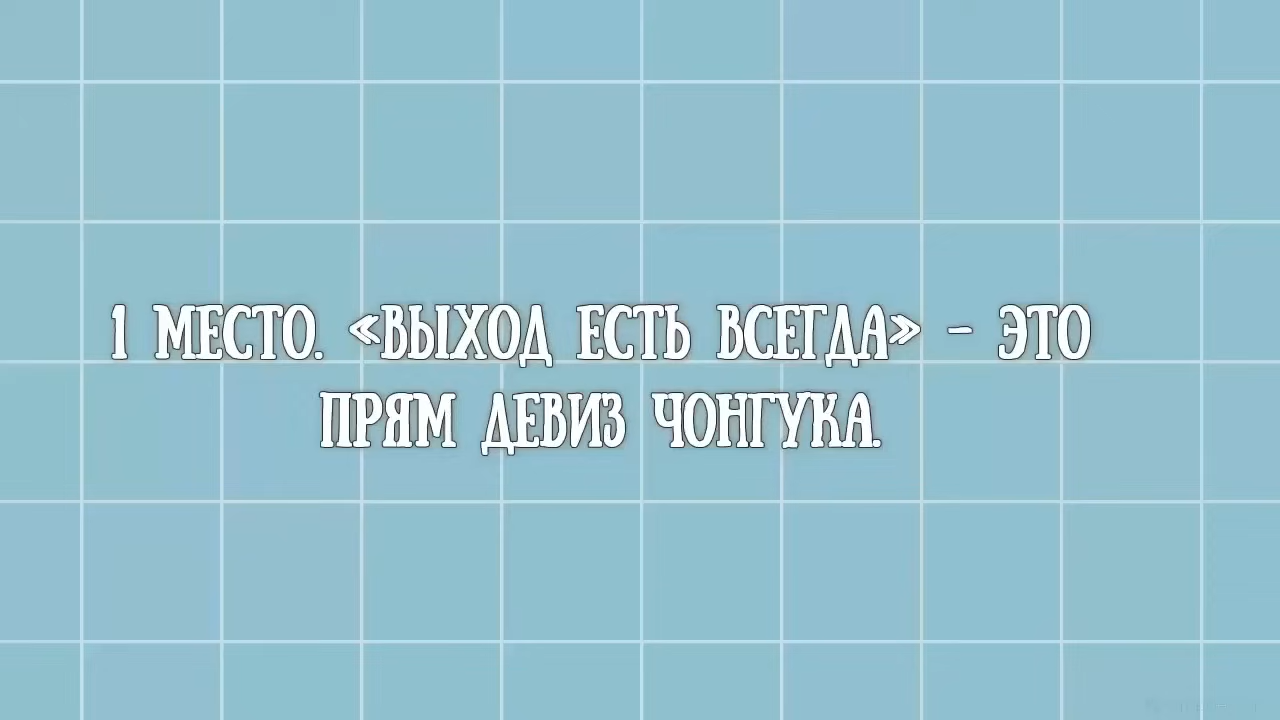 1 МЕСТО. «ВЫХОД ЕСТЬ ВСЕГДА» - ЭТО
ПРЯМ ДЕВИЗ ЧОНГУКА.